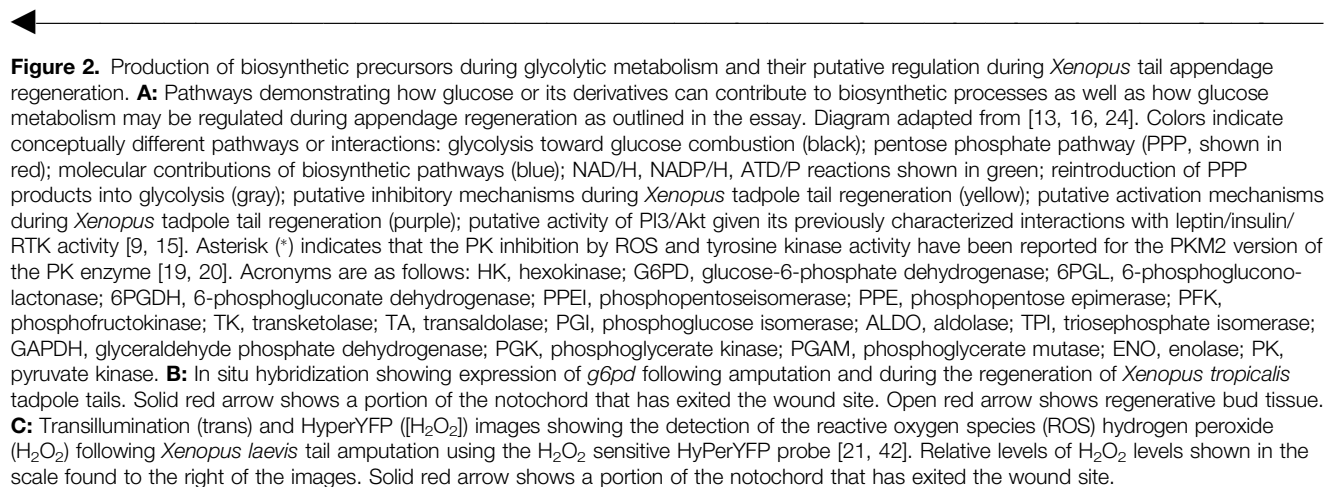 Figure 2. Production of biosynthetic precursors during glycolytic metabolism and their putative regulation during Xenopus tail appendage
regeneration. A: Pathways demonstrating how glucose or its derivatives can contribute to biosynthetic processes as well as how glucose
metabolism may be regulated during appendage regeneration as outlined in the essay. Diagram adapted from [13, 16, 24]. Colors indicate
conceptually different pathways or interactions: glycolysis toward glucose combustion (black); pentose phosphate pathway (PPP, shown in
red); molecular contributions of biosynthetic pathways (blue); NAD/H, NADP/H, ATD/P reactions shown in green; reintroduction of PPP
products into glycolysis (gray); putative inhibitory mechanisms during Xenopus tadpole tail regeneration (yellow); putative activation mechanisms
during Xenopus tadpole tail regeneration (purple); putative activity of PI3/Akt given its previously characterized interactions with leptin/insulin/
RTK activity [9, 15]. Asterisk (*) indicates that the PK inhibition by ROS and tyrosine kinase activity have been reported for the PKM2 version of
the PK enzyme [19, 20]. Acronyms are as follows: HK, hexokinase; G6PD, glucose-6-phosphate dehydrogenase; 6PGL, 6-phosphoglucono-
lactonase; 6PGDH, 6-phosphogluconate dehydrogenase; PPEI, phosphopentoseisomerase; PPE, phosphopentose epimerase; PFK,
phosphofructokinase; TK, transketolase; TA, transaldolase; PGI, phosphoglucose isomerase; ALDO, aldolase; TPI, triosephosphate isomerase;
GAPDH, glyceraldehyde phosphate dehydrogenase; PGK, phosphoglycerate kinase; PGAM, phosphoglycerate mutase; ENO, enolase; PK,
pyruvate kinase. B: In situ hybridization showing expression of g6pd following amputation and during the regeneration of Xenopus tropicalis
tadpole tails. Solid red arrow shows a portion of the notochord that has exited the wound site. Open red arrow shows regenerative bud tissue.
C: Transillumination (trans) and HyperYFP ([H₂O₂]) images showing the detection of the reactive oxygen species (ROS) hydrogen peroxide
(H₂O₂) following Xenopus laevis tail amputation using the H₂O₂ sensitive HyPerYFP probe [21, 42]. Relative levels of H₂O₂ levels shown in the
scale found to the right of the images. Solid red arrow shows a portion of the notochord that has exited the wound site.